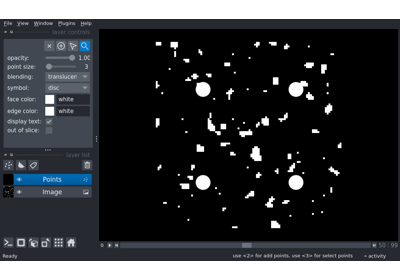 File View Window Plugins Help
layer controls
opacity: 1.00
point size: 3
blending: translucen
symbol: disc
face color: white
edge color: white
display text:
out of slice:
layer list
Points
Image
50 99
Ready use <2> for add points, use <3> for select points activity